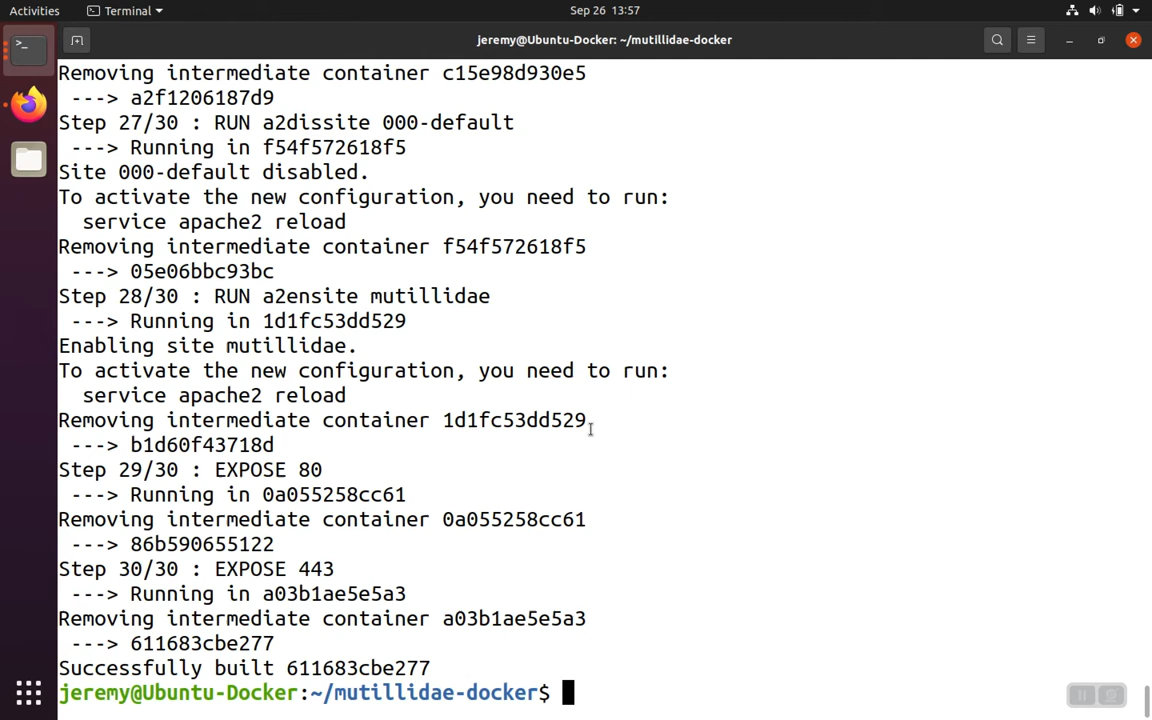 Activities
Terminal
Sep 26 13:57
jeremy@Ubuntu-Docker: ~/mutillidae-docker
Removing intermediate container c15e98d930e5
 ---> a2f1206187d9
Step 27/30 : RUN a2dissite 000-default
 ---> Running in f54f572618f5
Site 000-default disabled.
To activate the new configuration, you need to run:
  service apache2 reload
Removing intermediate container f54f572618f5
 ---> 05e06bbc93bc
Step 28/30 : RUN a2ensite mutillidae
 ---> Running in 1d1fc53dd529
Enabling site mutillidae.
To activate the new configuration, you need to run:
  service apache2 reload
Removing intermediate container 1d1fc53dd529
 ---> b1d60f43718d
Step 29/30 : EXPOSE 80
 ---> Running in 0a055258cc61
Removing intermediate container 0a055258cc61
 ---> 86b590655122
Step 30/30 : EXPOSE 443
 ---> Running in a03b1ae5e5a3
Removing intermediate container a03b1ae5e5a3
 ---> 611683cbe277
Successfully built 611683cbe277
jeremy@Ubuntu-Docker:~/mutillidae-docker$